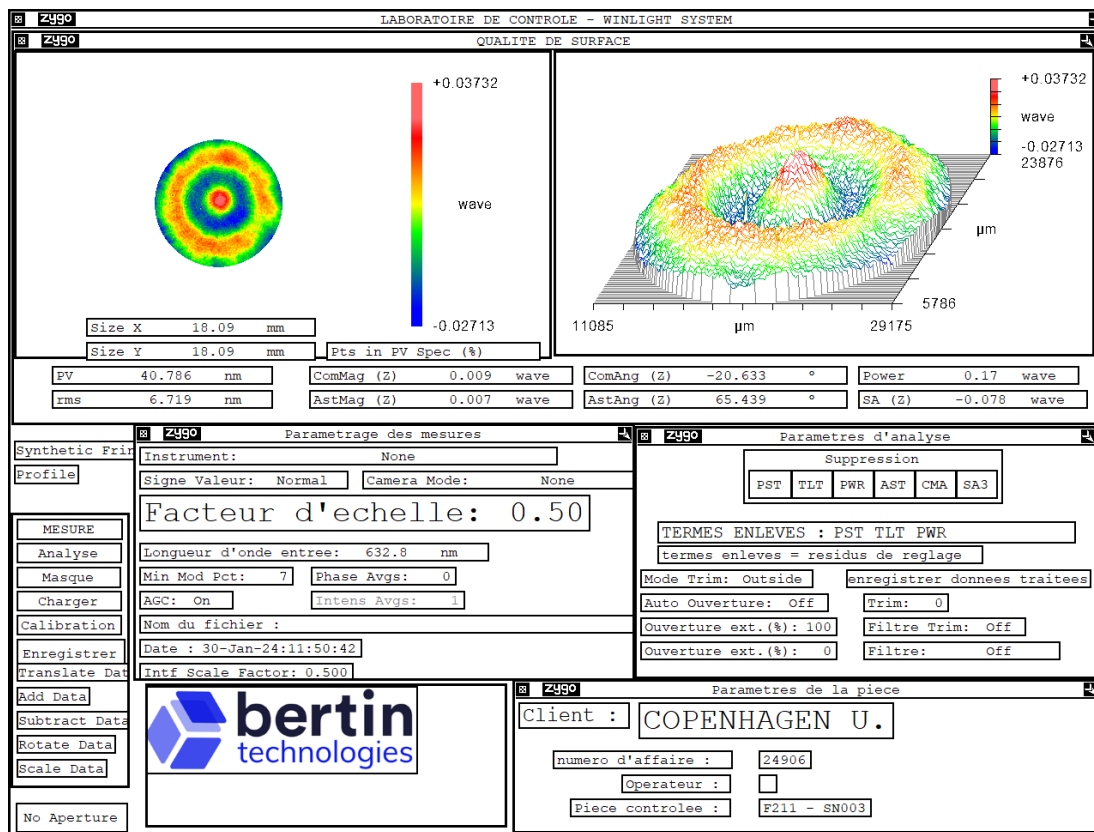 zygo LABORATOIRE DE CONTROLE - WINLIGHT SYSTEM
zygo QUALITE DE SURFACE
+0.03732
wave
-0.02713
Size X 18.09 mm
Size Y 18.09 mm
Pts in PV Spec (%)
+0.03732
wave
-0.02713
23876
µm
5786
11085 µm 29175
PV 40.786 nm
ComMag (Z) 0.009 wave
ComAng (Z) -20.633 °
Power 0.17 wave
rms 6.719 nm
AstMag (Z) 0.007 wave
AstAng (Z) 65.439 °
SA (Z) -0.078 wave
Synthetic Frin
Profile
MESURE
Analyse
Masque
Charger
Calibration
Enregistrer
Translate Dat
Add Data
Subtract Data
Rotate Data
Scale Data
No Aperture
zygo Parametrage des mesures
Instrument: None
Signe Valeur: Normal
Camera Mode: None
Facteur d'echelle: 0.50
Longueur d'onde entree: 632.8 nm
Min Mod Pct: 7
Phase Avgs: 0
AGC: On
Intens Avgs: 1
Nom du fichier :
Date : 30-Jan-24:11:50:42
Intf Scale Factor: 0.500
zygo Parametres d'analyse
Suppression
PST TLT PWR AST CMA SA3
TERMES ENLEVES : PST TLT PWR
termes enleves = residus de reglage
Mode Trim: Outside
enregistrer donnees traitees
Auto Ouverture: Off
Trim: 0
Ouverture ext.(%): 100
Filtre Trim: Off
Ouverture ext.(%): 0
Filtre: Off
bertin
technologies
zygo Parametres de la piece
Client : COPENHAGEN U.
numero d'affaire : 24906
Operateur :
Piece controlee : F211 - SN003